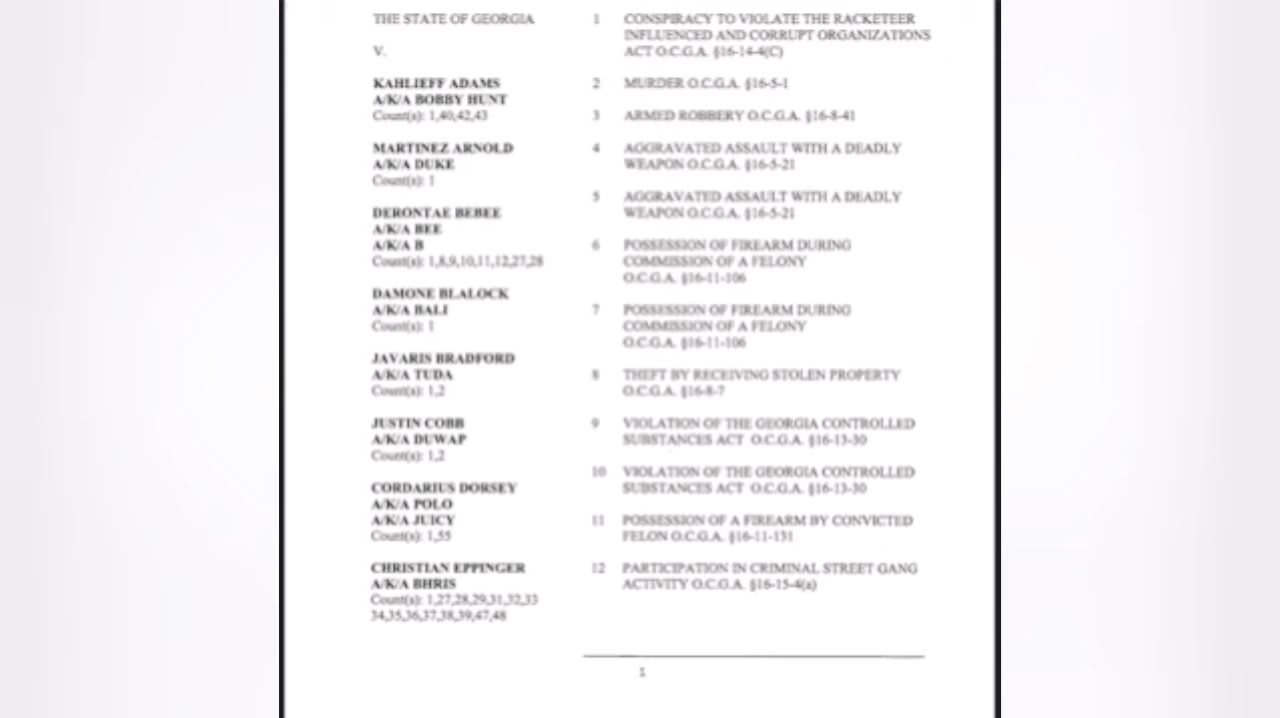 THE STATE OF GEORGIA
V.
KAHLIEFF ADAMS
A/K/A BOBBY HUNT
Count(s): 1,40,42,43
MARTINEZ ARNOLD
A/K/A DUKE
Count(s): 1
DERONTAE BEBEE
A/K/A BEE
A/K/A B
Count(s): 1,8,9,10,11,12,27,28
DAMONE BLALOCK
A/K/A BALI
Count(s): 1
JAVARIS BRADFORD
A/K/A TUDA
Count(s): 1,2
JUSTIN COBB
A/K/A DUWAP
Count(s): 1,2
CORDARIUS DORSEY
A/K/A POLO
A/K/A JUICY
Count(s): 1,55
CHRISTIAN EPPINGER
A/K/A BHRIS
Count(s): 1,27,28,29,31,32,33
34,35,36,37,38,39,47,48
1 CONSPIRACY TO VIOLATE THE RACKETEER
INFLUENCED AND CORRUPT ORGANIZATIONS
ACT O.C.G.A. §16-14-4(C)
2 MURDER O.C.G.A. §16-5-1
3 ARMED ROBBERY O.C.G.A. §16-8-41
4 AGGRAVATED ASSAULT WITH A DEADLY
WEAPON O.C.G.A. §16-5-21
5 AGGRAVATED ASSAULT WITH A DEADLY
WEAPON O.C.G.A. §16-5-21
6 POSSESSION OF FIREARM DURING
COMMISSION OF A FELONY
O.C.G.A. §16-11-106
7 POSSESSION OF FIREARM DURING
COMMISSION OF A FELONY
O.C.G.A. §16-11-106
8 THEFT BY RECEIVING STOLEN PROPERTY
O.C.G.A. §16-8-7
9 VIOLATION OF THE GEORGIA CONTROLLED
SUBSTANCES ACT O.C.G.A. §16-13-30
10 VIOLATION OF THE GEORGIA CONTROLLED
SUBSTANCES ACT O.C.G.A. §16-13-30
11 POSSESSION OF A FIREARM BY CONVICTED
FELON O.C.G.A. §16-11-131
12 PARTICIPATION IN CRIMINAL STREET GANG
ACTIVITY O.C.G.A. §16-15-4(a)
1